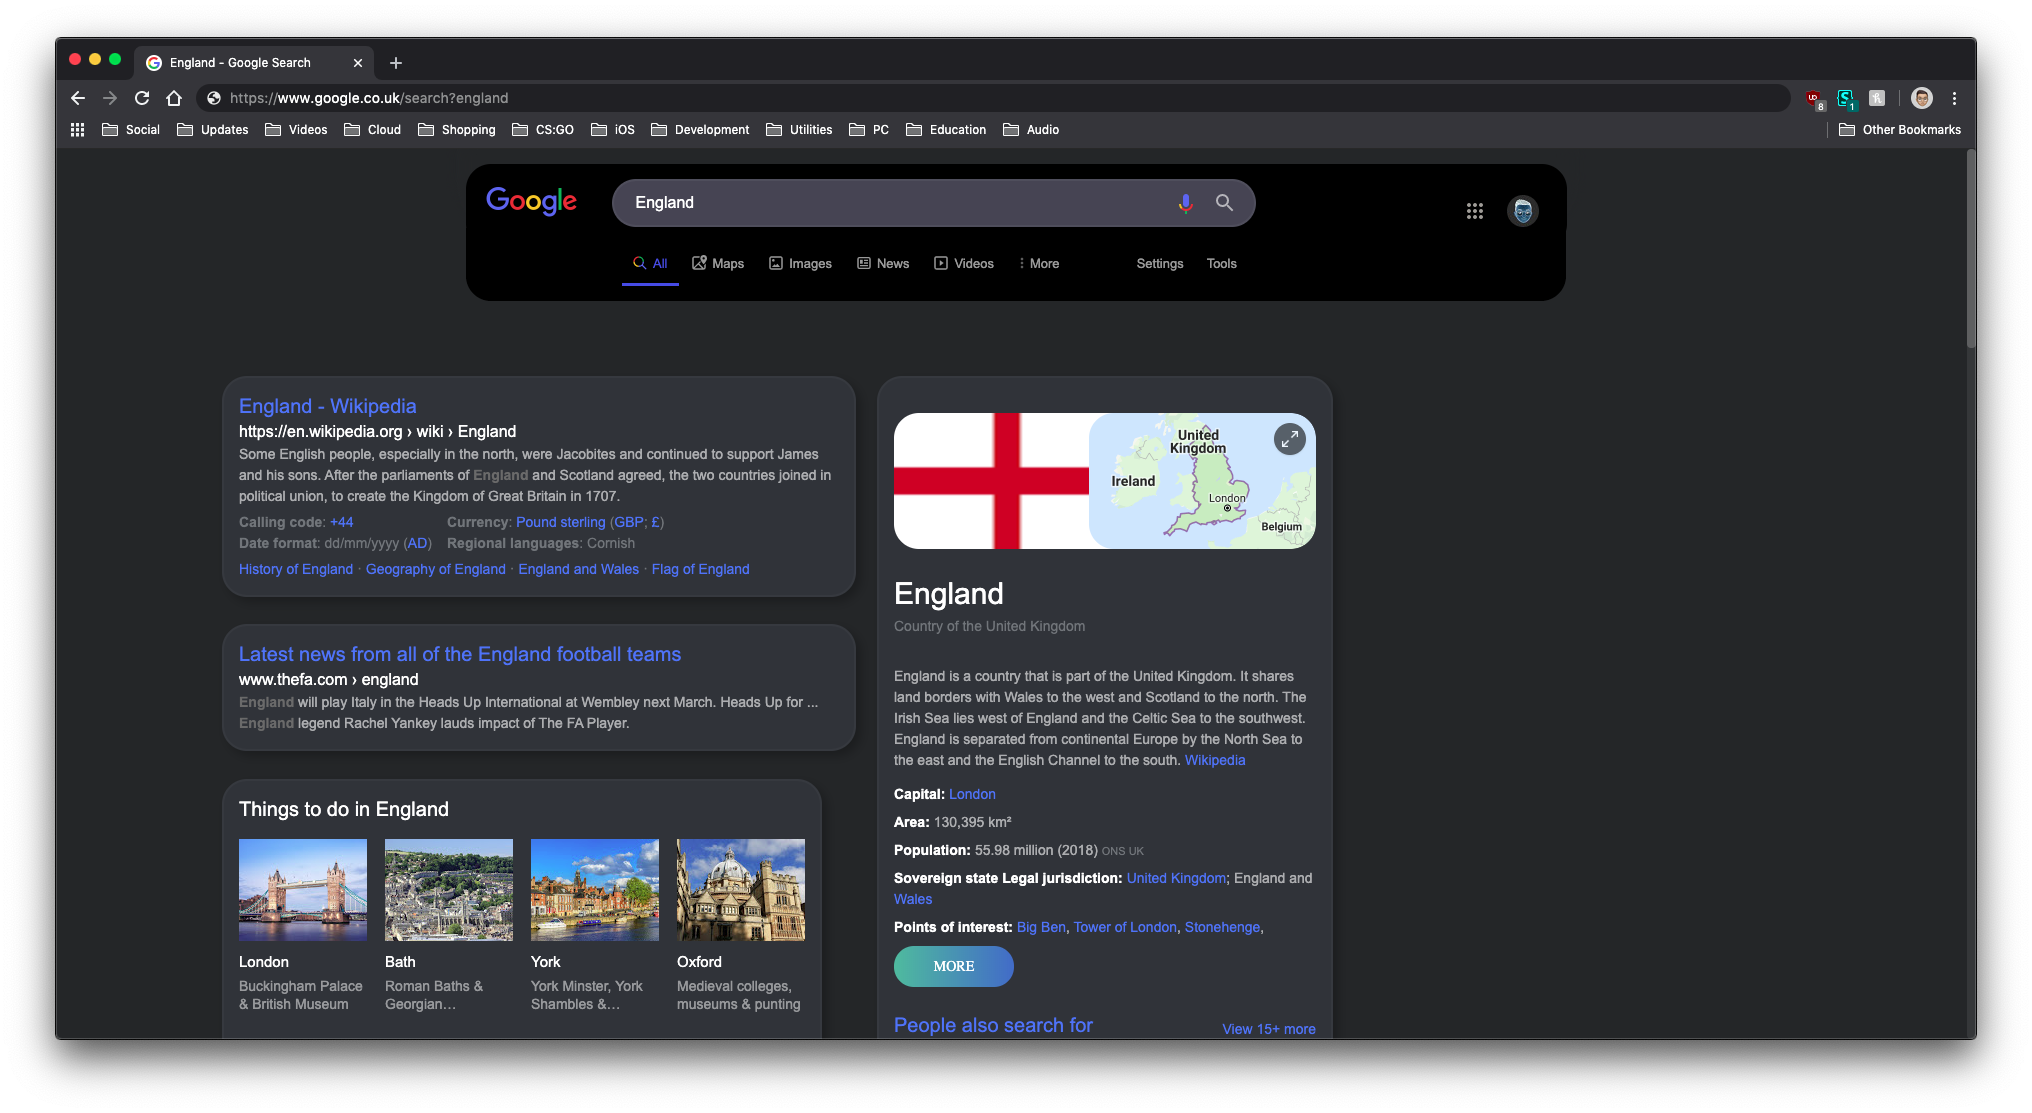 England - Google Search
https://www.google.co.uk/search?england
8
1
Social
Updates
Videos
Cloud
Shopping
CS:GO
iOS
Development
Utilities
PC
Education
Audio
Other Bookmarks
Google
England
All
Maps
Images
News
Videos
More
Settings
Tools
England - Wikipedia
https://en.wikipedia.org › wiki › England
Some English people, especially in the north, were Jacobites and continued to support James
and his sons. After the parliaments of England and Scotland agreed, the two countries joined in
political union, to create the Kingdom of Great Britain in 1707.
Calling code: +44
Currency: Pound sterling (GBP; £)
Date format: dd/mm/yyyy (AD)
Regional languages: Cornish
History of England · Geography of England · England and Wales · Flag of England
Latest news from all of the England football teams
www.thefa.com › england
England will play Italy in the Heads Up International at Wembley next March. Heads Up for ...
England legend Rachel Yankey lauds impact of The FA Player.
Things to do in England
London
Buckingham Palace
& British Museum
Bath
Roman Baths &
Georgian...
York
York Minster, York
Shambles &...
Oxford
Medieval colleges,
museums & punting
United
Kingdom
Ireland
London
Belgium
England
Country of the United Kingdom
England is a country that is part of the United Kingdom. It shares
land borders with Wales to the west and Scotland to the north. The
Irish Sea lies west of England and the Celtic Sea to the southwest.
England is separated from continental Europe by the North Sea to
the east and the English Channel to the south. Wikipedia
Capital: London
Area: 130,395 km²
Population: 55.98 million (2018) ONS UK
Sovereign state Legal jurisdiction: United Kingdom; England and
Wales
Points of interest: Big Ben, Tower of London, Stonehenge,
MORE
People also search for
View 15+ more